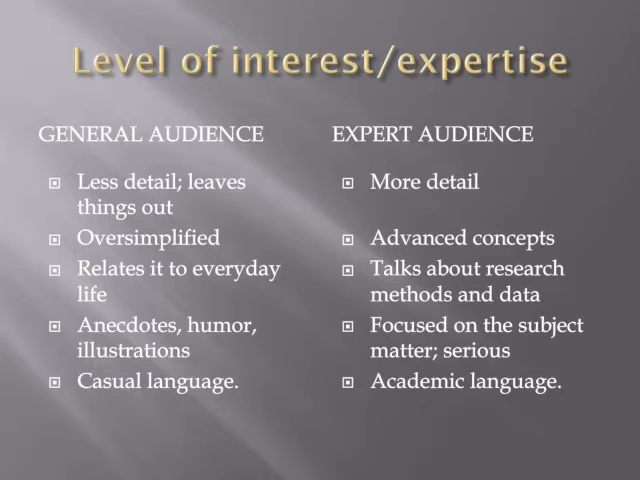 Level of interest/expertise
GENERAL AUDIENCE
Less detail; leaves
things out
Oversimplified
Relates it to everyday
life
Anecdotes, humor,
illustrations
Casual language.
EXPERT AUDIENCE
More detail
Advanced concepts
Talks about research
methods and data
Focused on the subject
matter; serious
Academic language.